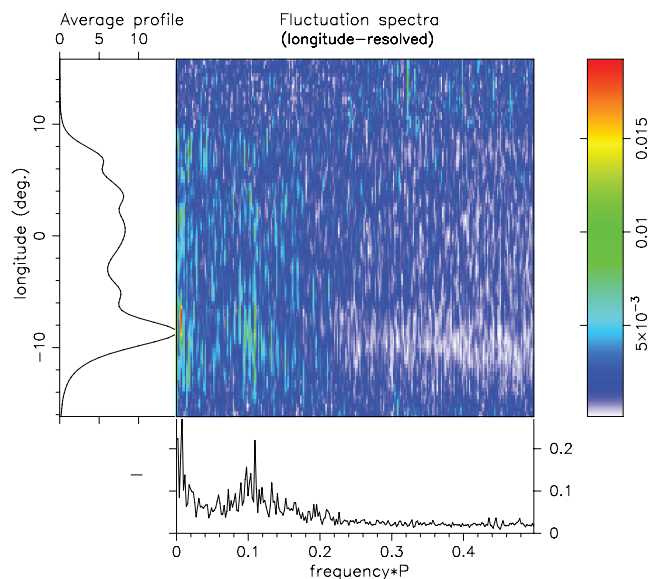 Average profile
Fluctuation spectra
0 5 10
(longitude−resolved)
longitude (deg.)
10
0
−10
5×10⁻³
0.01
0.015
0.2
0.1
0
0 0.1 0.2 0.3 0.4
frequency*P